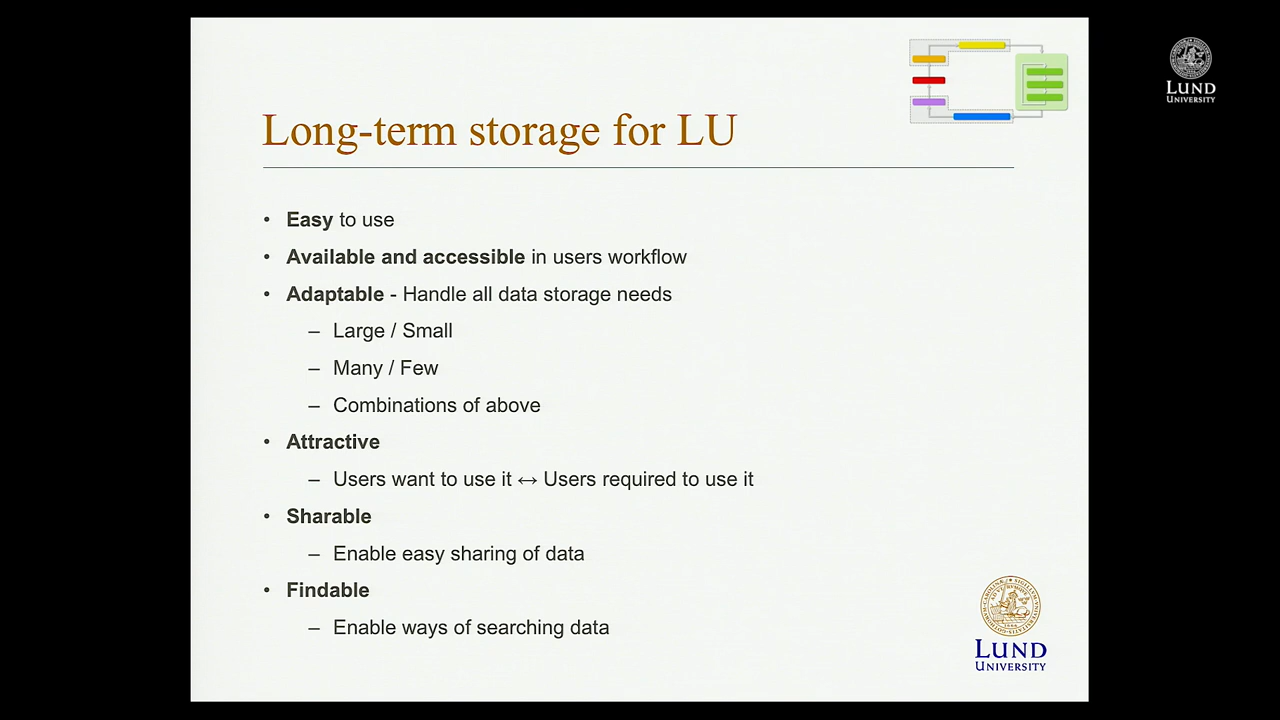 LUND
UNIVERSITY
Long-term storage for LU
• Easy to use
• Available and accessible in users workflow
• Adaptable - Handle all data storage needs
– Large / Small
– Many / Few
– Combinations of above
• Attractive
– Users want to use it ↔ Users required to use it
• Sharable
– Enable easy sharing of data
• Findable
– Enable ways of searching data
LUND
UNIVERSITY